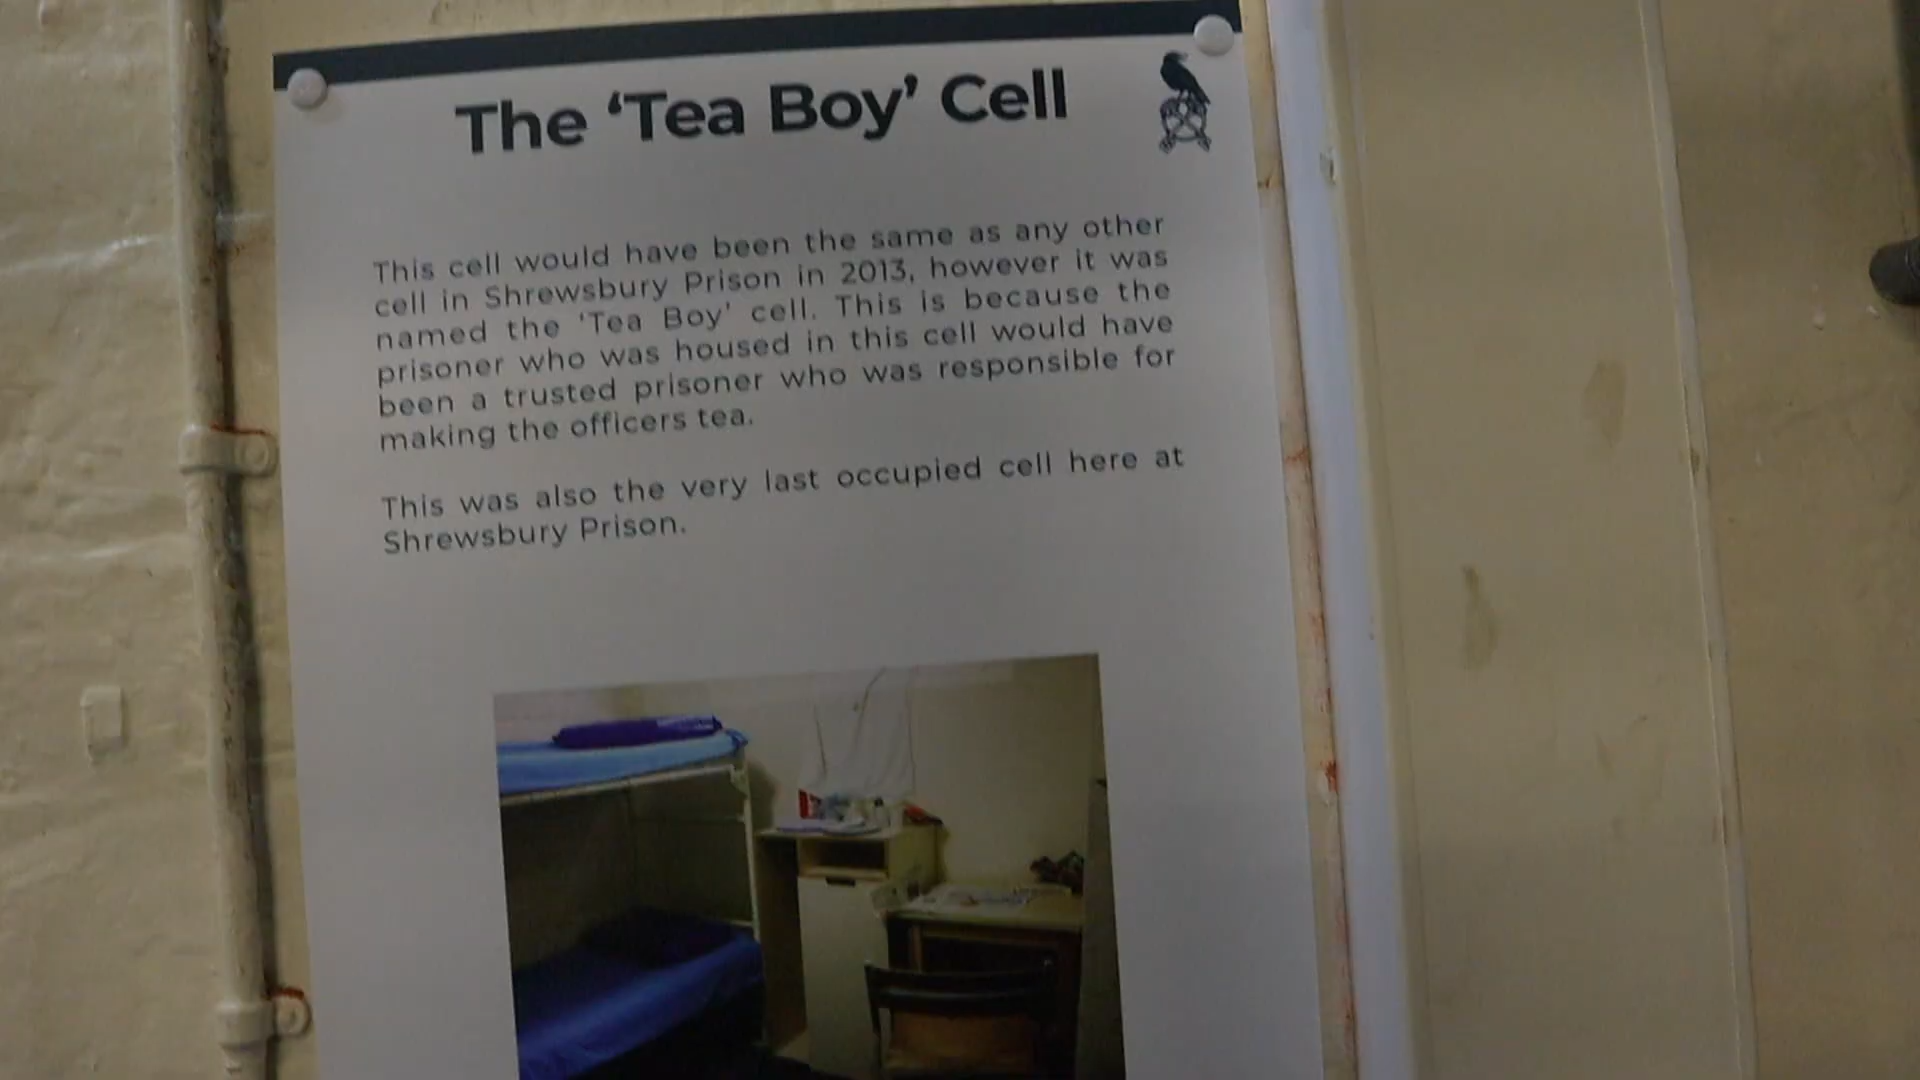 The ‘Tea Boy’ Cell
This cell would have been the same as any other
cell in Shrewsbury Prison in 2013, however it was
named the ‘Tea Boy’ cell. This is because the
prisoner who was housed in this cell would have
been a trusted prisoner who was responsible for
making the officers tea.
This was also the very last occupied cell here at
Shrewsbury Prison.